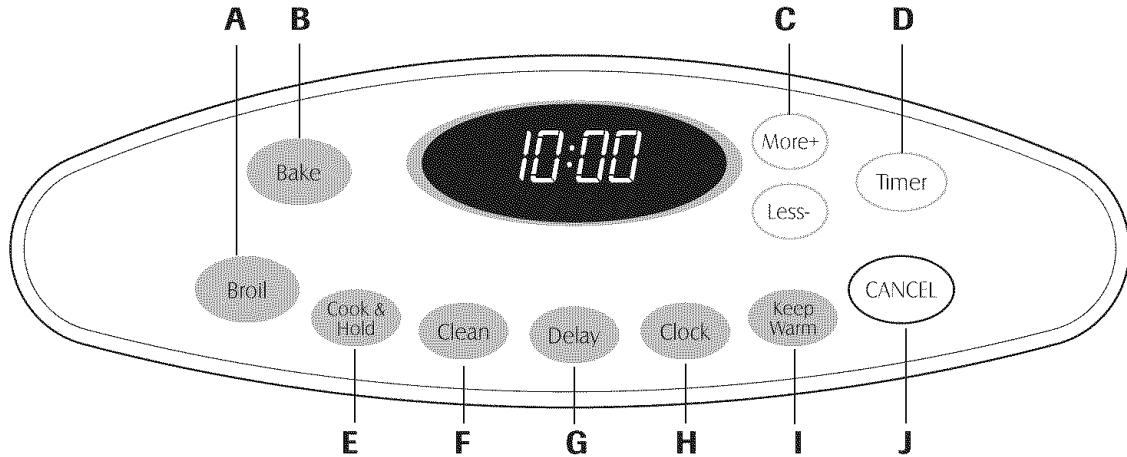 A B C D
10:00
More+
Bake
Timer
Less-
Broil
CANCEL
Cook &
Hold
Clean
Delay
Clock
Keep
Warm
E F G H I J